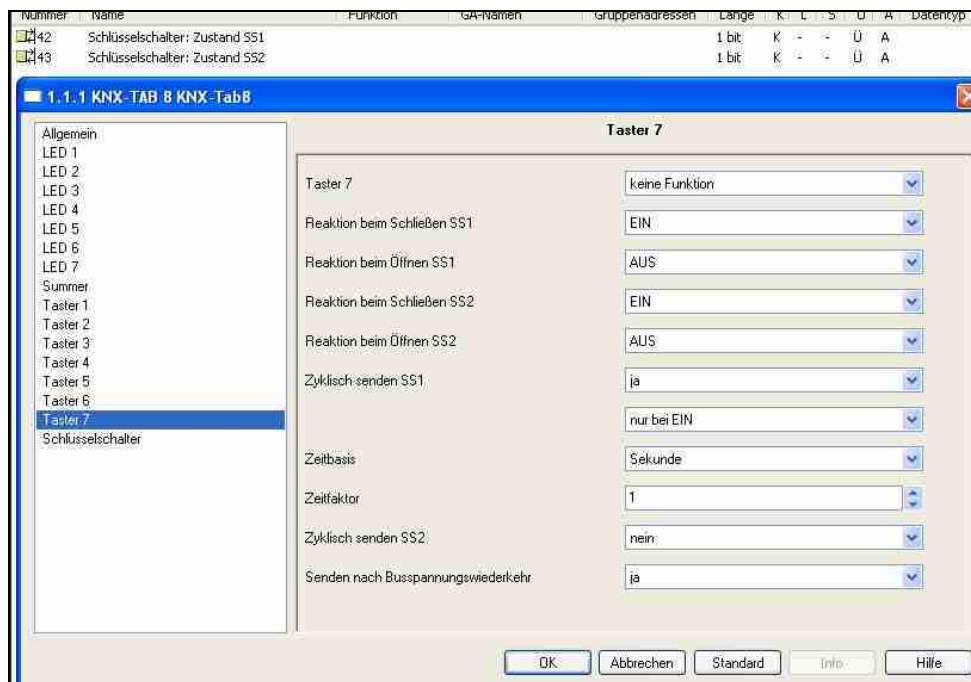 Nummer Name Funktion GA-Namen Gruppenadressen Länge K L S Ü A Datentyp
42 Schlüsselschalter: Zustand SS1 1 bit K - - Ü A
43 Schlüsselschalter: Zustand SS2 1 bit K - - Ü A
1.1.1 KNX-TAB 8 KNX-Tab8
Allgemein
LED 1
LED 2
LED 3
LED 4
LED 5
LED 6
LED 7
Summer
Taster 1
Taster 2
Taster 3
Taster 4
Taster 5
Taster 6
Taster 7
Schlüsselschalter
Taster 7
Taster 7 keine Funktion
Reaktion beim Schließen SS1 EIN
Reaktion beim Öffnen SS1 AUS
Reaktion beim Schließen SS2 EIN
Reaktion beim Öffnen SS2 AUS
Zyklisch senden SS1 ja
nur bei EIN
Zeitbasis Sekunde
Zeitfaktor 1
Zyklisch senden SS2 nein
Senden nach Busspannungswiederkehr ja
OK Abbrechen Standard Info Hilfe